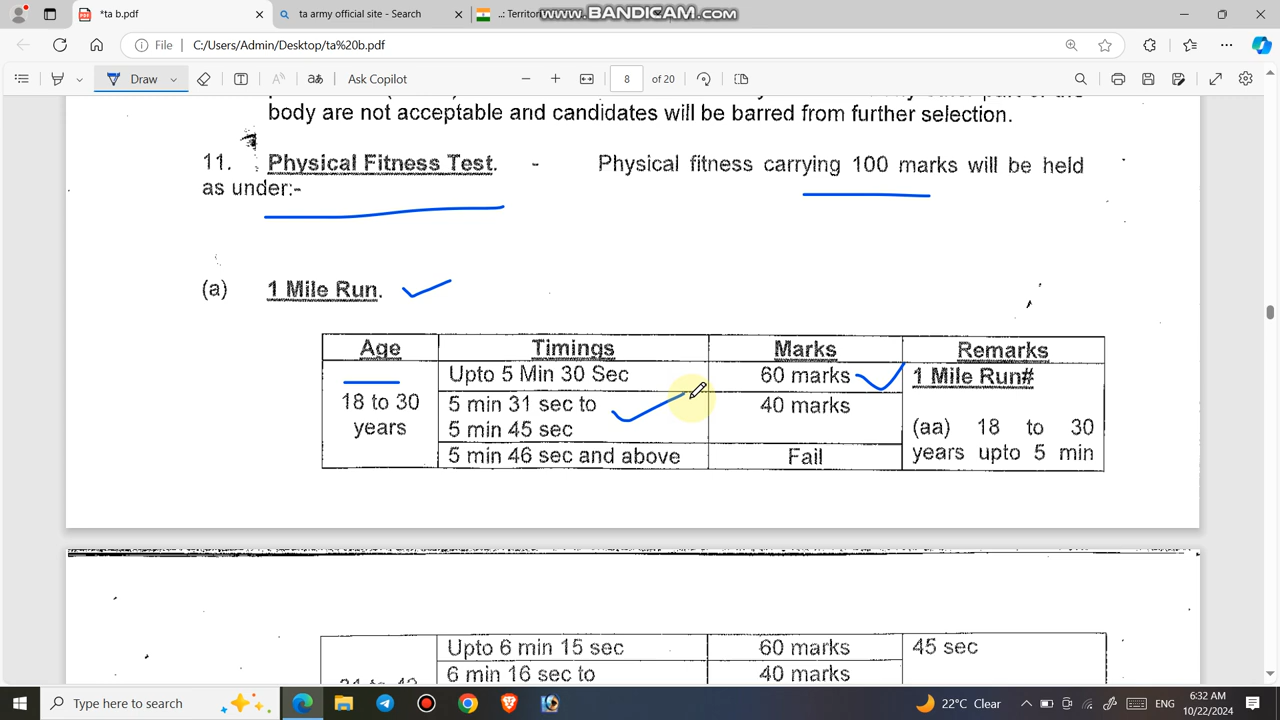 *ta b.pdf
ta army official site - Search
.: Territor
www.BANDICAM.com
File
C:/Users/Admin/Desktop/ta%20b.pdf
Draw
Ask Copilot
8
of 20
body are not acceptable and candidates will be barred from further selection.
11. Physical Fitness Test. - Physical fitness carrying 100 marks will be held
as under:-
(a) 1 Mile Run.
Age Timings Marks Remarks
Upto 5 Min 30 Sec 60 marks 1 Mile Run#
18 to 30 5 min 31 sec to 40 marks
years 5 min 45 sec (aa) 18 to 30
5 min 46 sec and above Fail years upto 5 min
Upto 6 min 15 sec 60 marks 45 sec
6 min 16 sec to 40 marks
Type here to search
22°C Clear
6:32 AM
10/22/2024